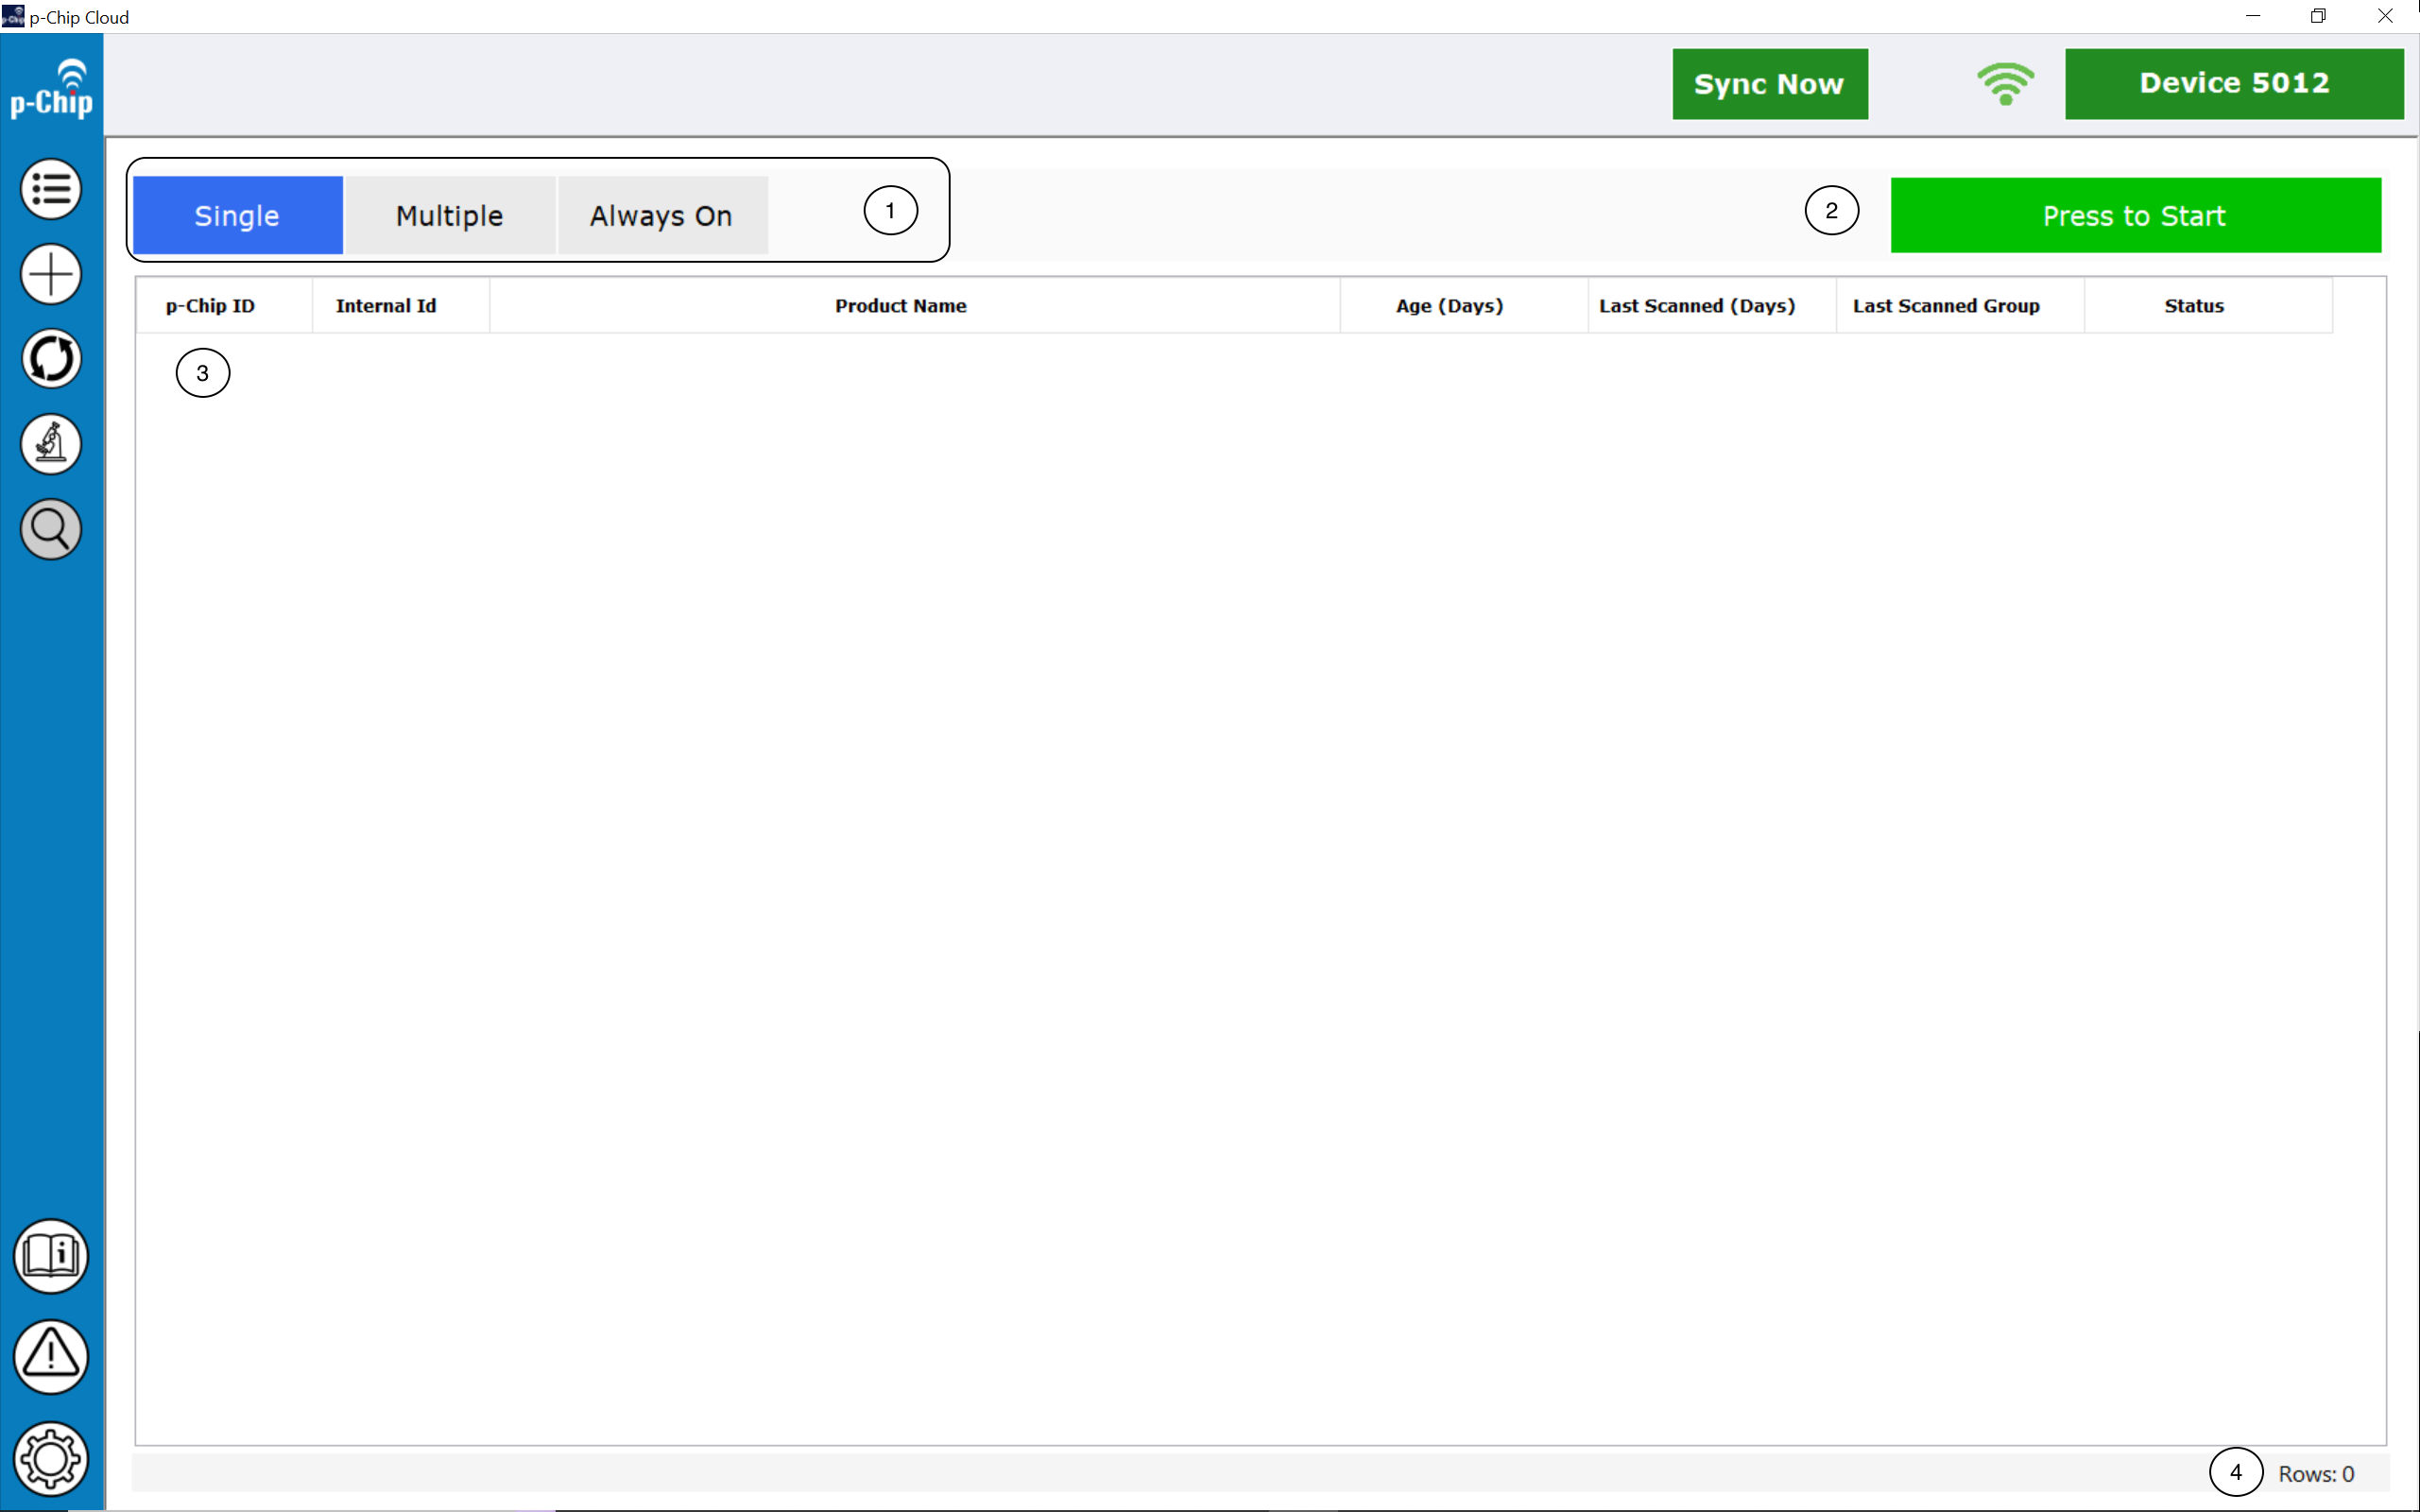 p-Chip Cloud
p-Chip
Sync Now
Device 5012
Single
Multiple
Always On
1
2
Press to Start
p-Chip ID
Internal Id
Product Name
Age (Days)
Last Scanned (Days)
Last Scanned Group
Status
3
4
Rows: 0